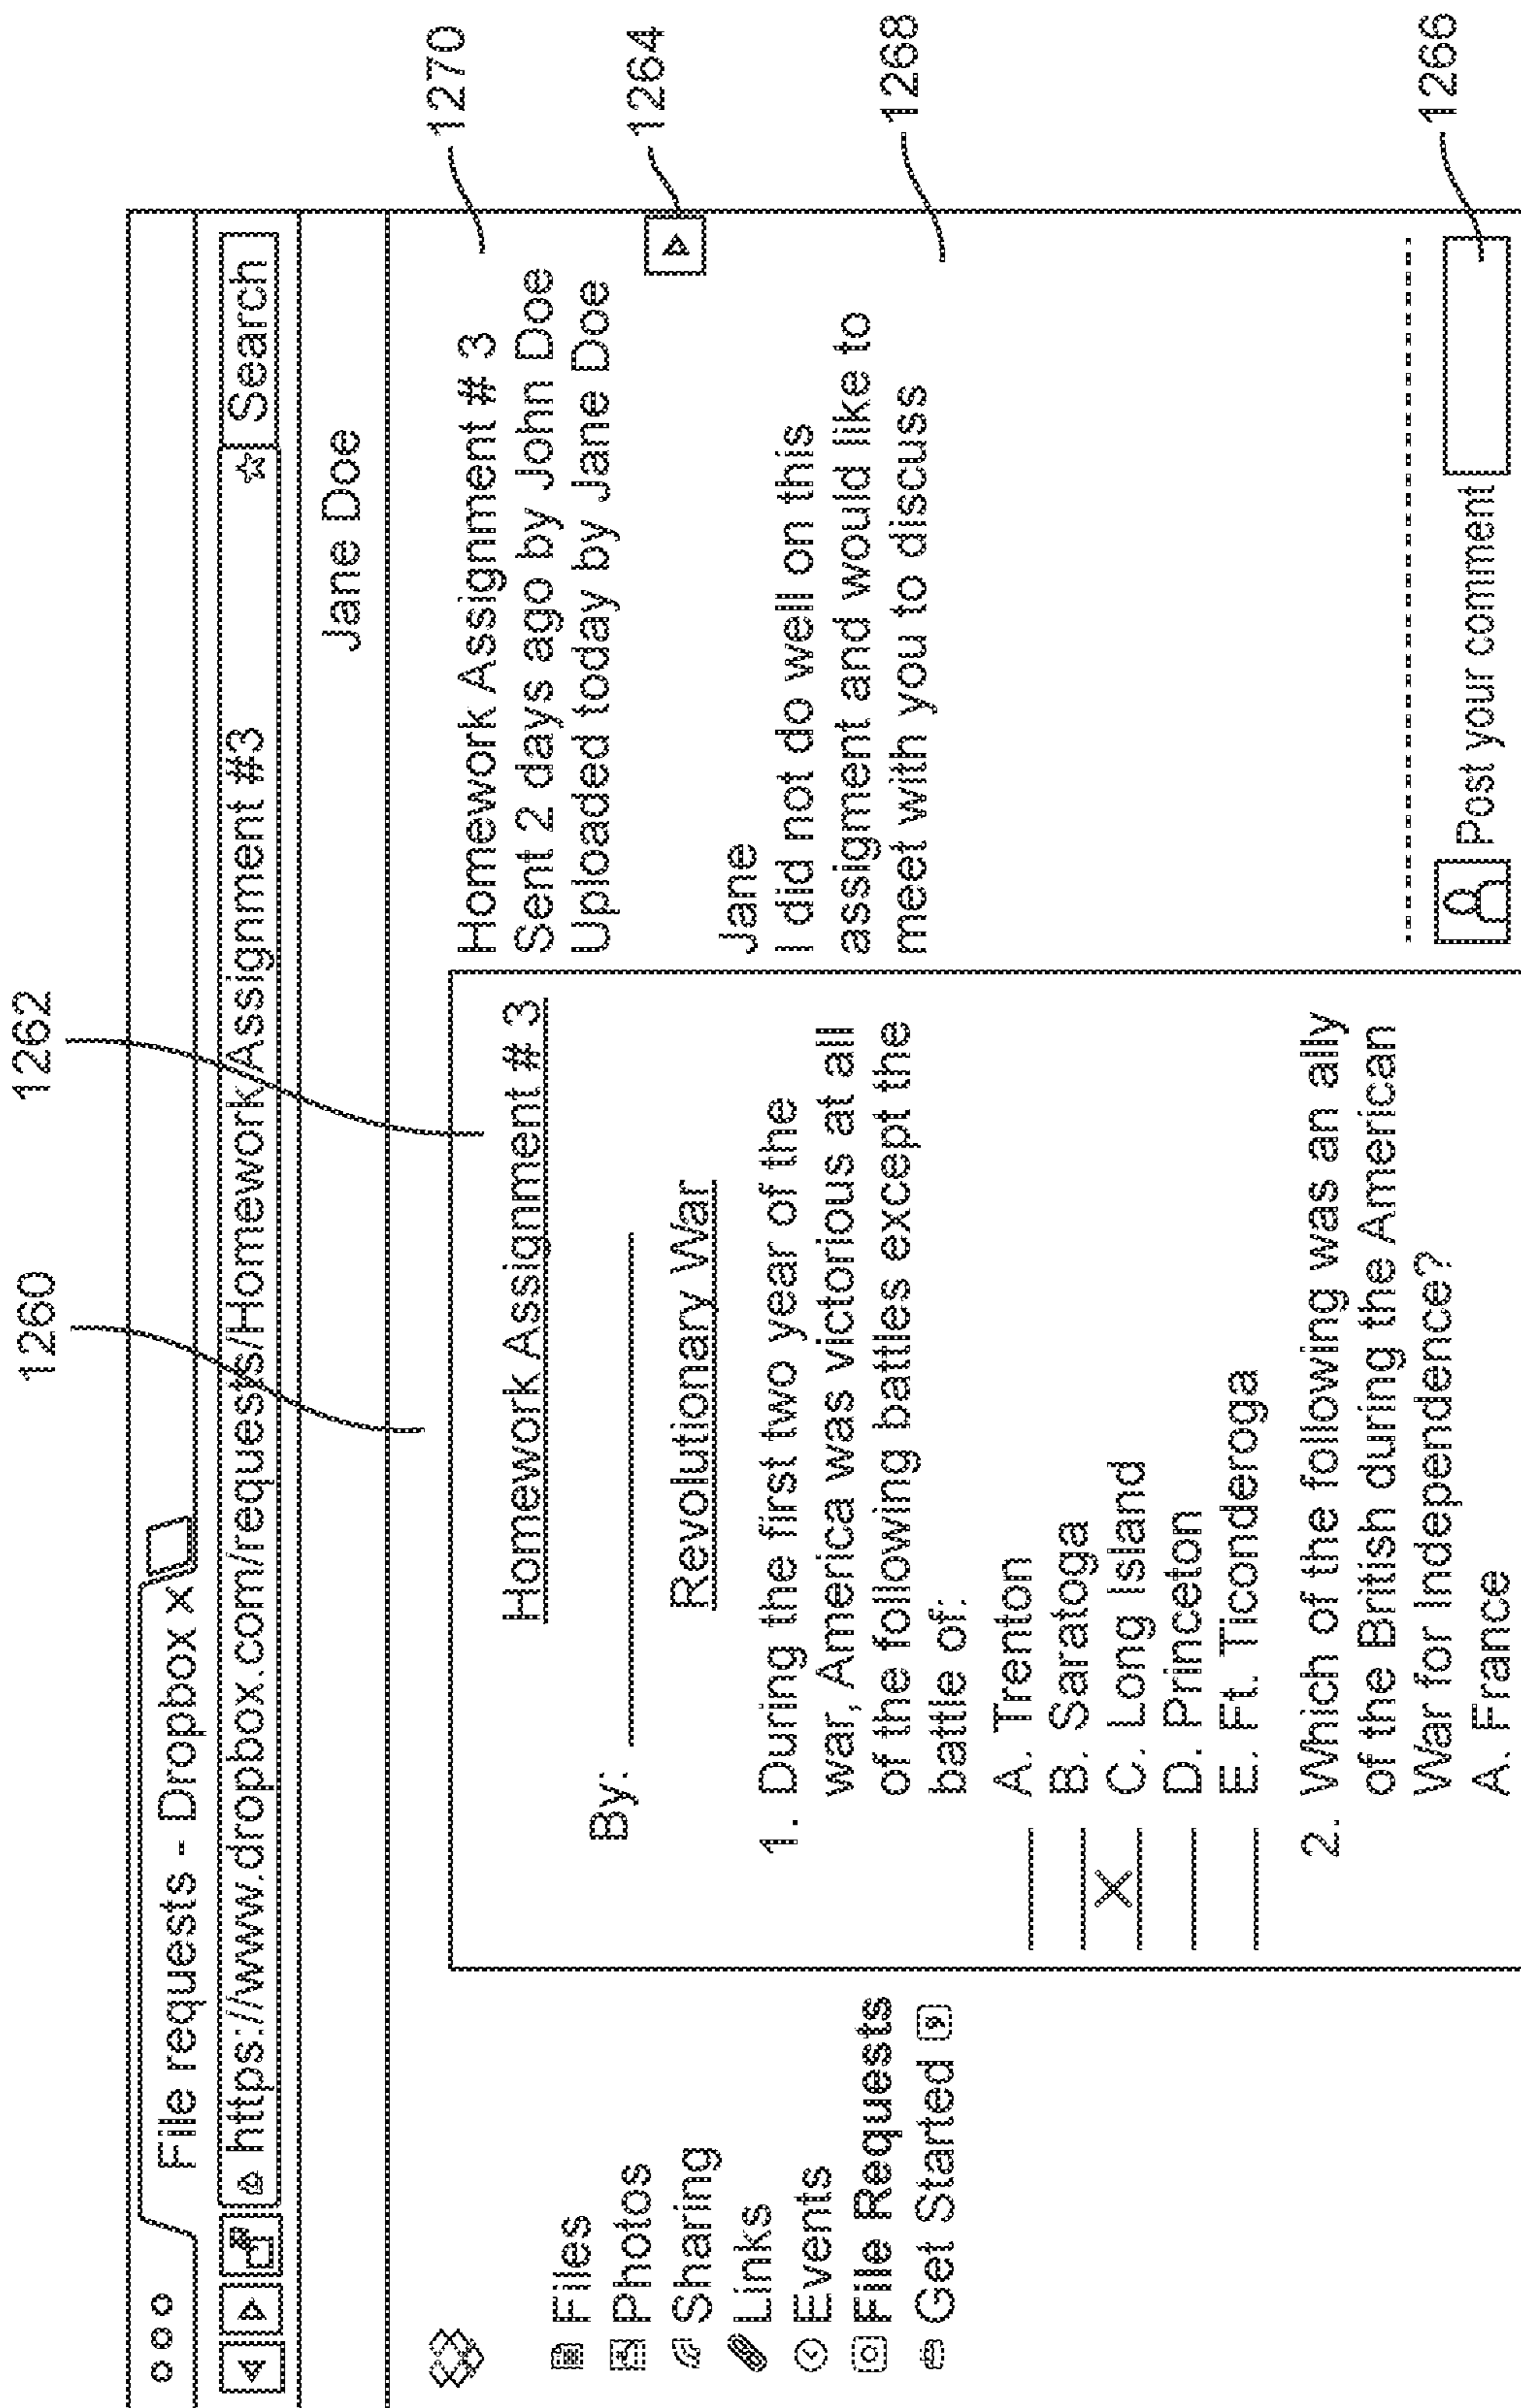 1260
1262
File requests - Dropbox x
https://www.dropbox.com/requests/Homework/Assignment #3
Search
Jane Doe
Files
Photos
Sharing
Links
Events
File Requests
Get Started
Homework Assignment # 3
By:
Revolutionary War
1. During the first two year of the
war, America was victorious at all
of the following battles except the
battle of:
A. Trenton
B. Saratoga
X C. Long Island
D. Princeton
E. Ft. Ticonderoga
2. Which of the following was an ally
of the British during the American
War for Independence?
A. France
Homework Assignment # 3
Sent 2 days ago by John Doe
Uploaded today by Jane Doe
Jane
I did not do well on this
assigment and would like to
meet with you to discuss
Post your comment
1270
1264
1268
1266